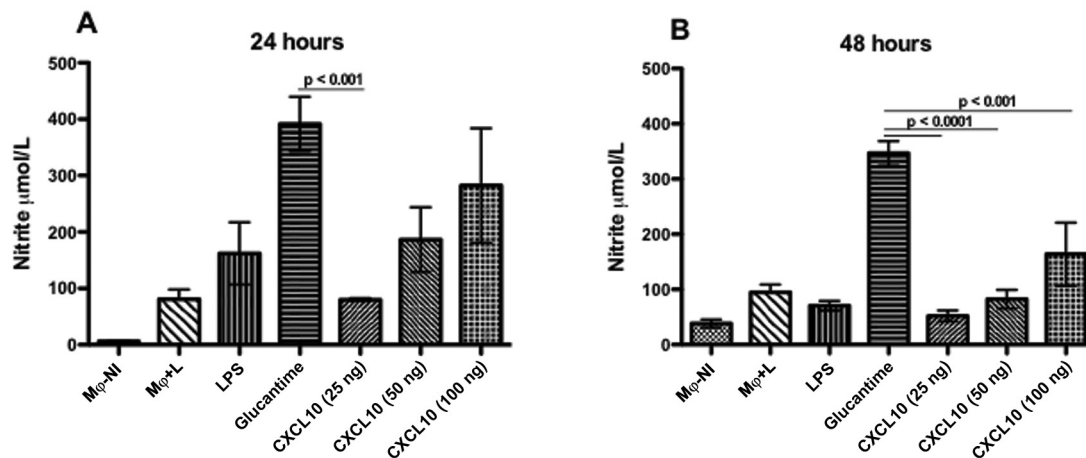 A
24 hours
Nitrite μmol/L
500
400
300
200
100
0
p < 0.001
Mφ-NI
Mφ+L
LPS
Glucantime
CXCL10 (25 ng)
CXCL10 (50 ng)
CXCL10 (100 ng)
B
48 hours
Nitrite μmol/L
500
400
300
200
100
0
p < 0.001
p < 0.0001
Mφ-NI
Mφ+L
LPS
Glucantime
CXCL10 (25 ng)
CXCL10 (50 ng)
CXCL10 (100 ng)